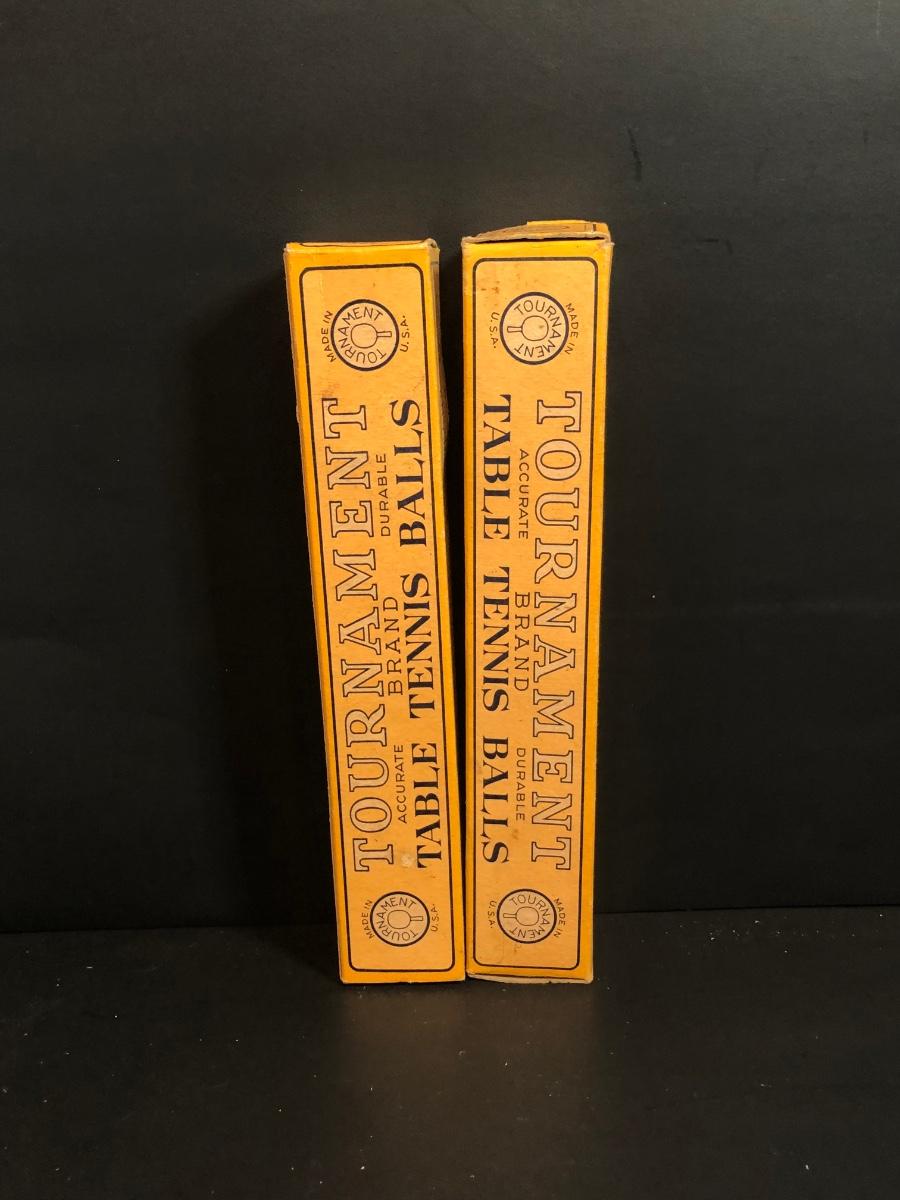 MADE IN
TOURNAMENT
U.S.A.
TOURNAMENT
ACCURATE BRAND DURABLE
TABLE TENNIS BALLS
MADE IN
TOURNAMENT
U.S.A.
MADE IN
TOURNAMENT
U.S.A.
TOURNAMENT
ACCURATE BRAND DURABLE
TABLE TENNIS BALLS
MADE IN
TOURNAMENT
U.S.A